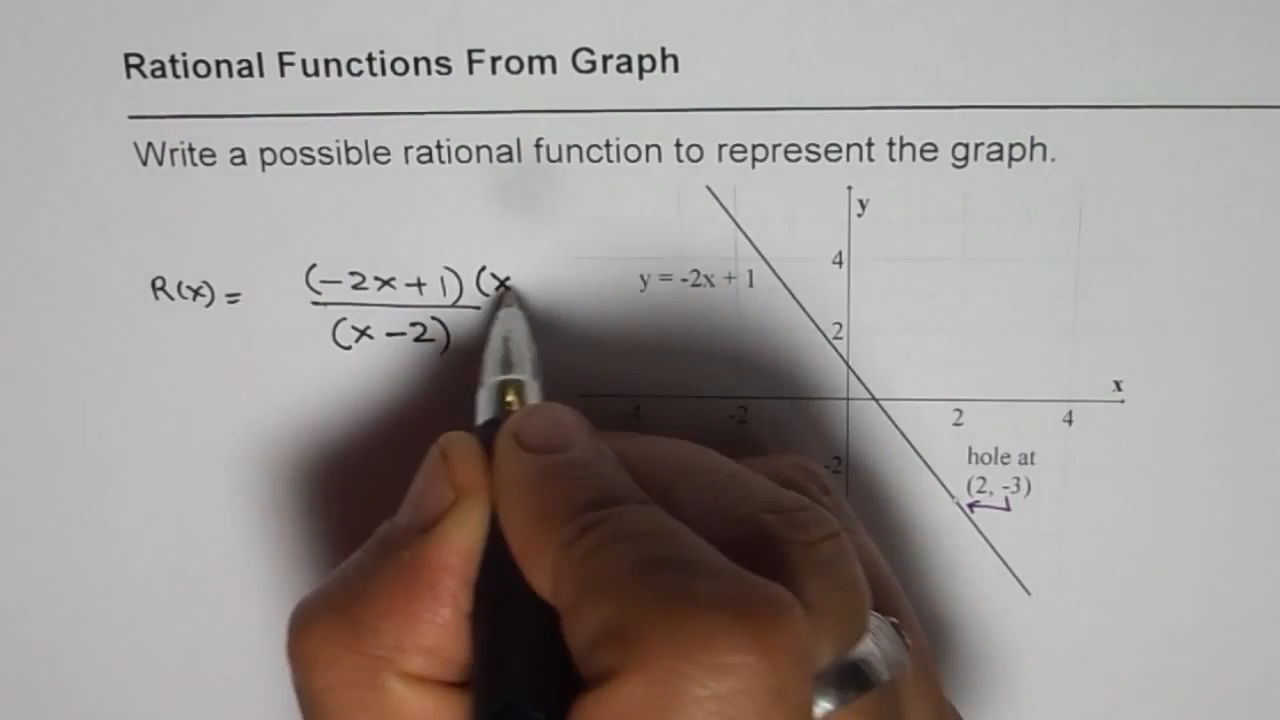 Rational Functions From Graph
Write a possible rational function to represent the graph.
y
4
y = -2x + 1
R(x) = (-2x+1) (x
(x-2)
2
x
-2
2
4
-2
hole at
(2, -3)